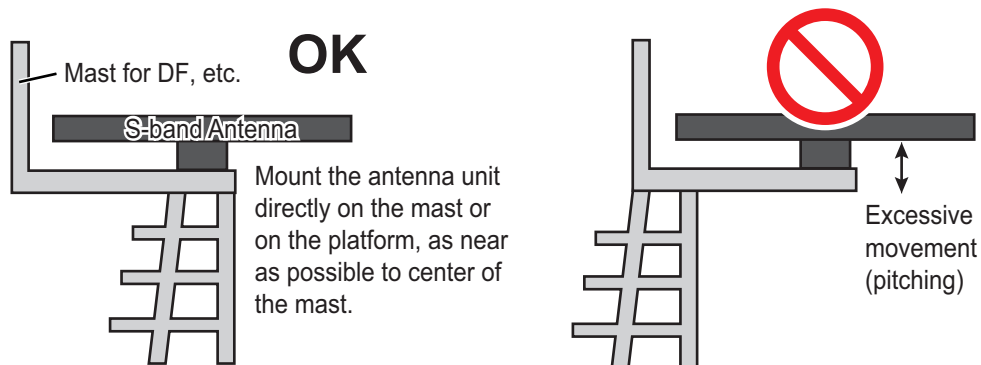 OK
Mast for DF, etc.
S-band Antenna
Mount the antenna unit
directly on the mast or
on the platform, as near
as possible to center of
the mast.
Excessive
movement
(pitching)